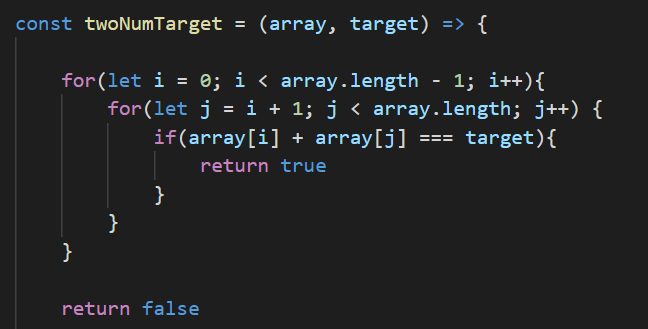 const twoNumTarget = (array, target) => {
for(let i = 0; i < array.length - 1; i++){
for(let j = i + 1; j < array.length; j++) {
if(array[i] + array[j] === target){
return true
}
}
}
return false